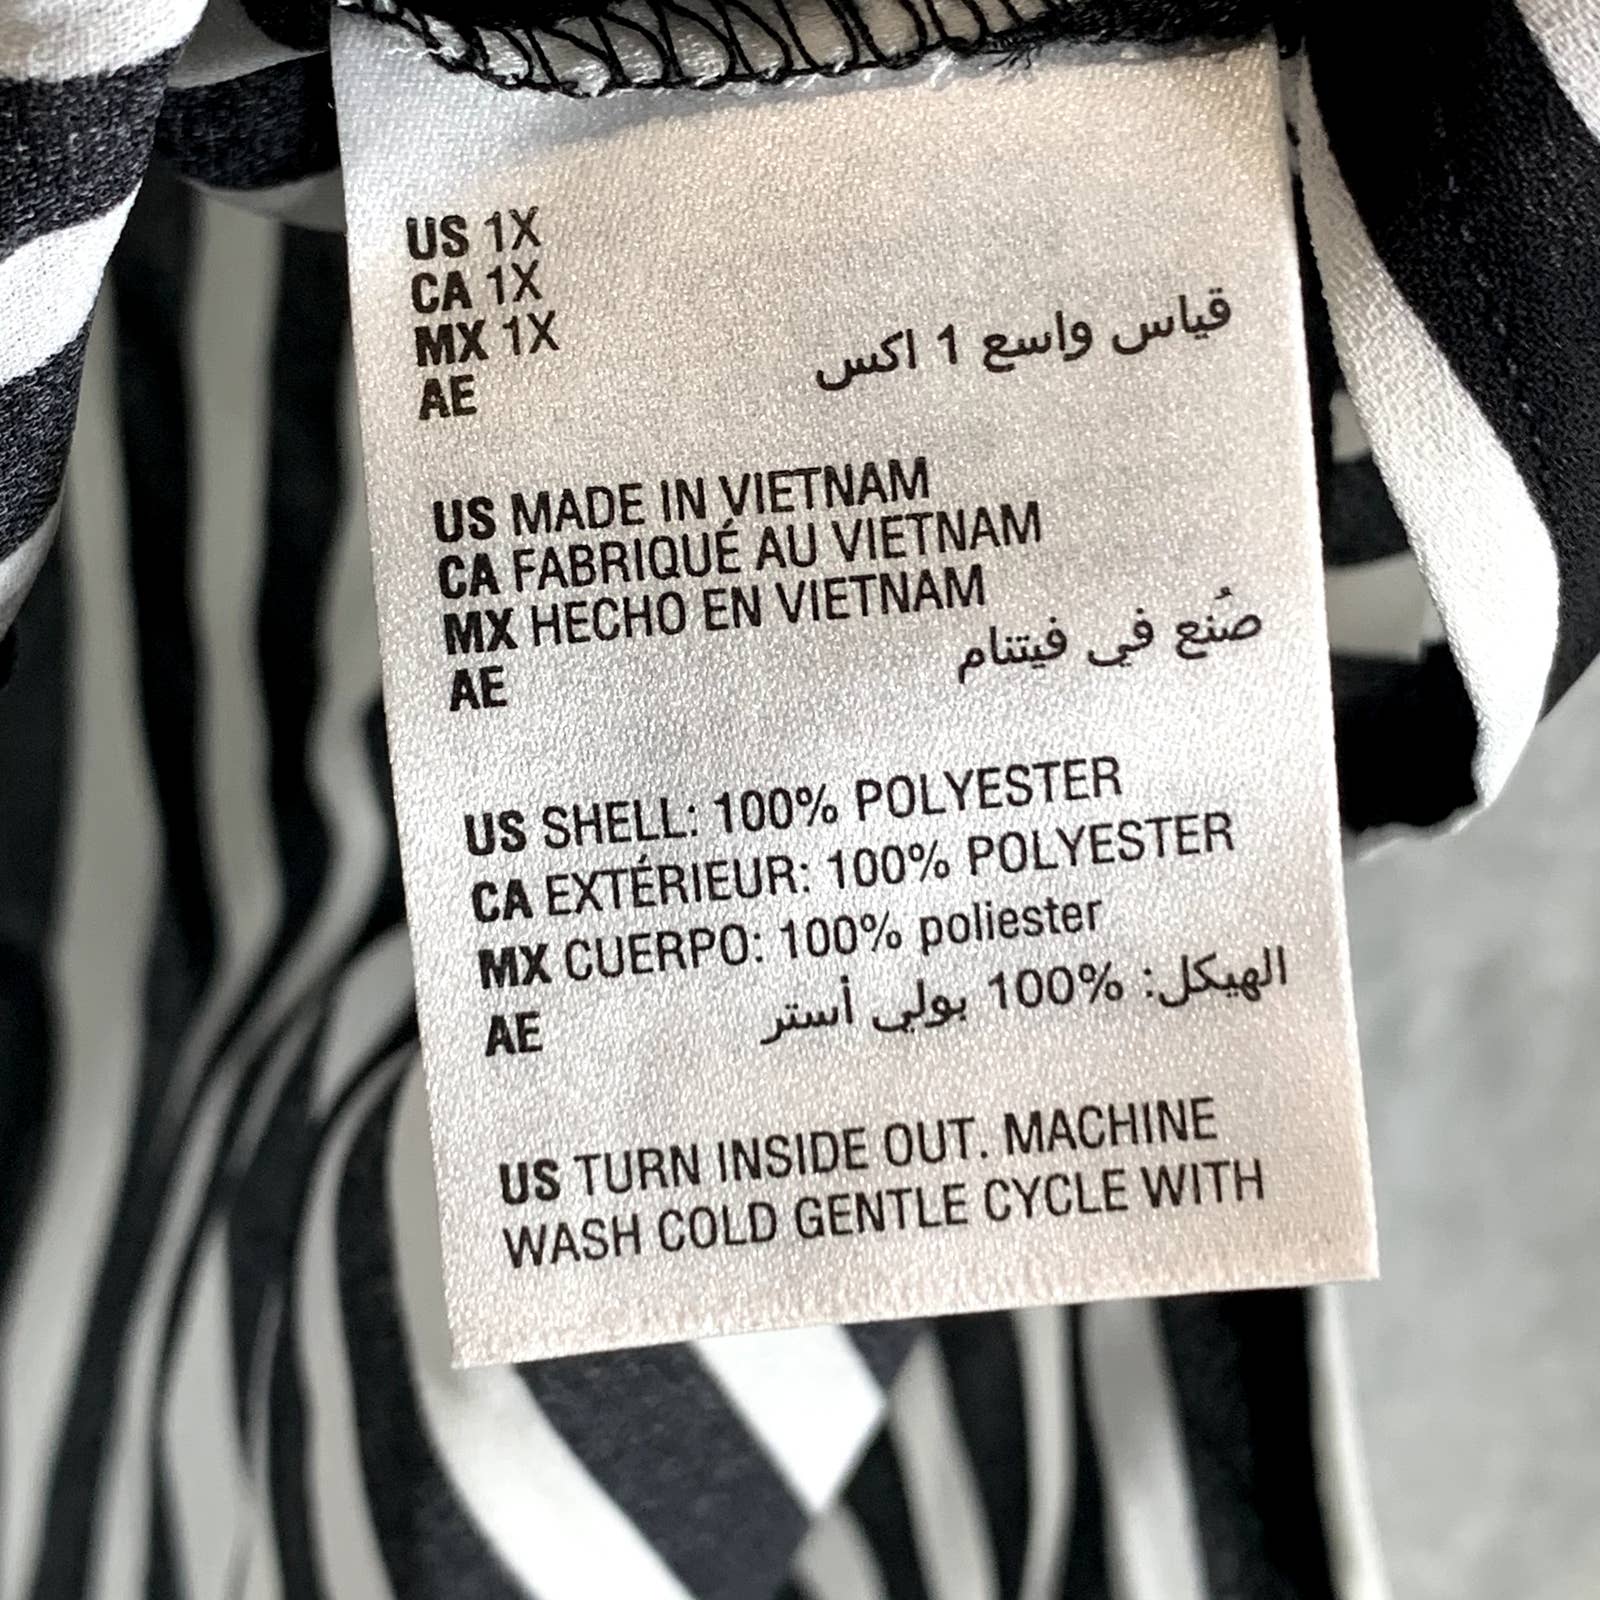 US 1X
CA 1X
MX 1X
AE قياس واسع 1 اكس
US MADE IN VIETNAM
CA FABRIQUÉ AU VIETNAM
MX HECHO EN VIETNAM
AE صُنع في فيتنام
US SHELL: 100% POLYESTER
CA EXTÉRIEUR: 100% POLYESTER
MX CUERPO: 100% poliester
AE الهيكل: 100% بولي أستر
US TURN INSIDE OUT. MACHINE
WASH COLD GENTLE CYCLE WITH